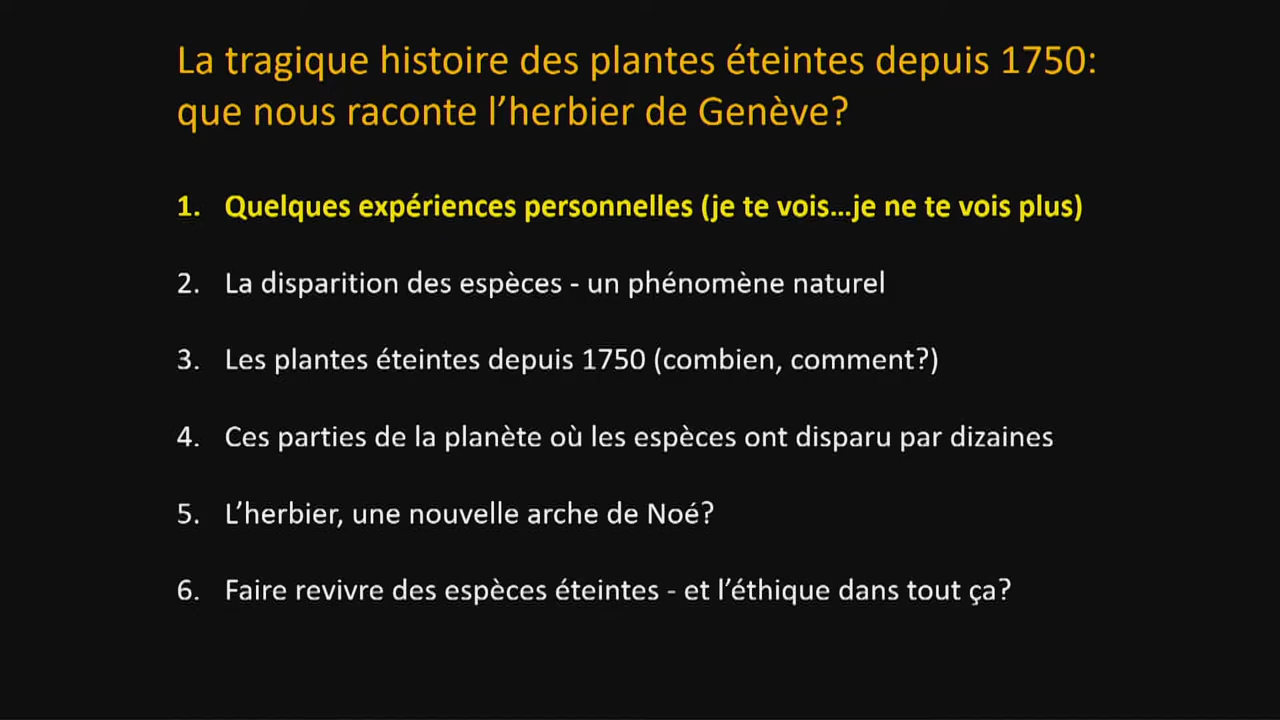 La tragique histoire des plantes éteintes depuis 1750:
que nous raconte l’herbier de Genève?
1. Quelques expériences personnelles (je te vois…je ne te vois plus)
2. La disparition des espèces - un phénomène naturel
3. Les plantes éteintes depuis 1750 (combien, comment?)
4. Ces parties de la planète où les espèces ont disparu par dizaines
5. L’herbier, une nouvelle arche de Noé?
6. Faire revivre des espèces éteintes - et l’éthique dans tout ça?